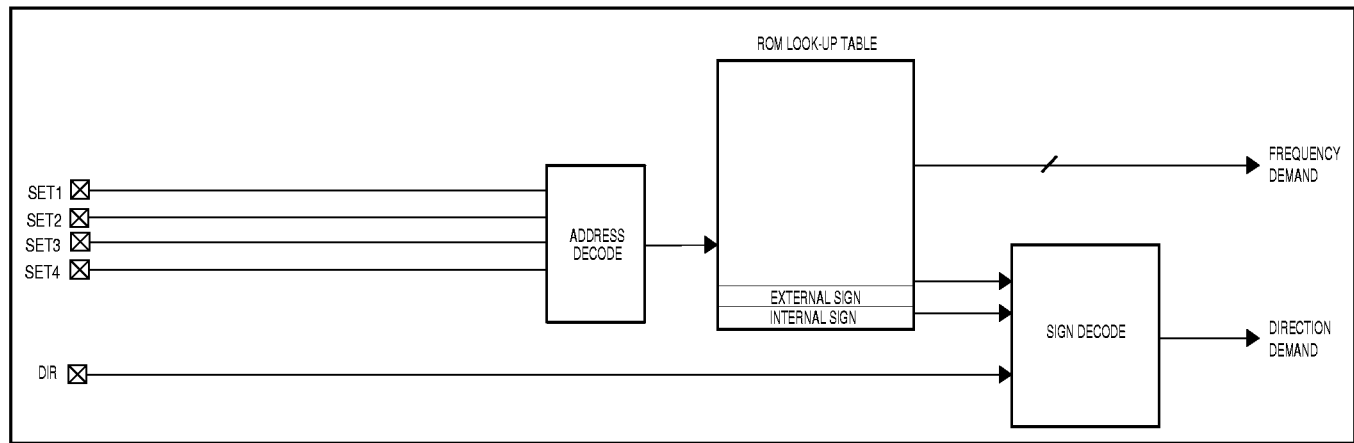 ROM LOOK-UP TABLE
FREQUENCY
DEMAND
SET1
SET2
SET3
SET4
ADDRESS
DECODE
EXTERNAL SIGN
INTERNAL SIGN
SIGN DECODE
DIRECTION
DEMAND
DIR